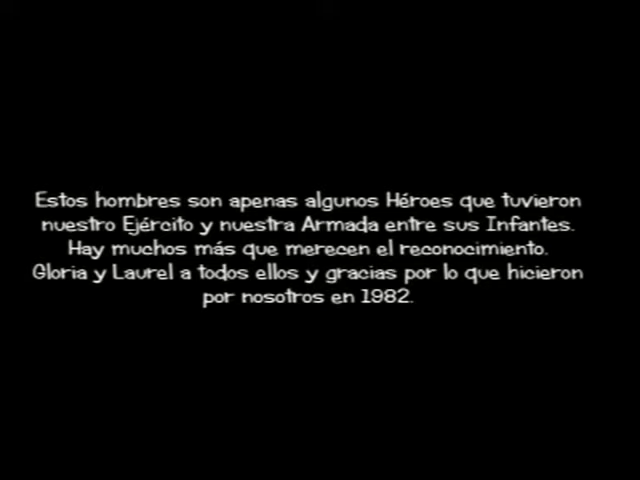 Estos hombres son apenas algunos Héroes que tuvieron
nuestro Ejército y nuestra Armada entre sus Infantes.
Hay muchos más que merecen el reconocimiento.
Gloria y Laurel a todos ellos y gracias por lo que hicieron
por nosotros en 1982.